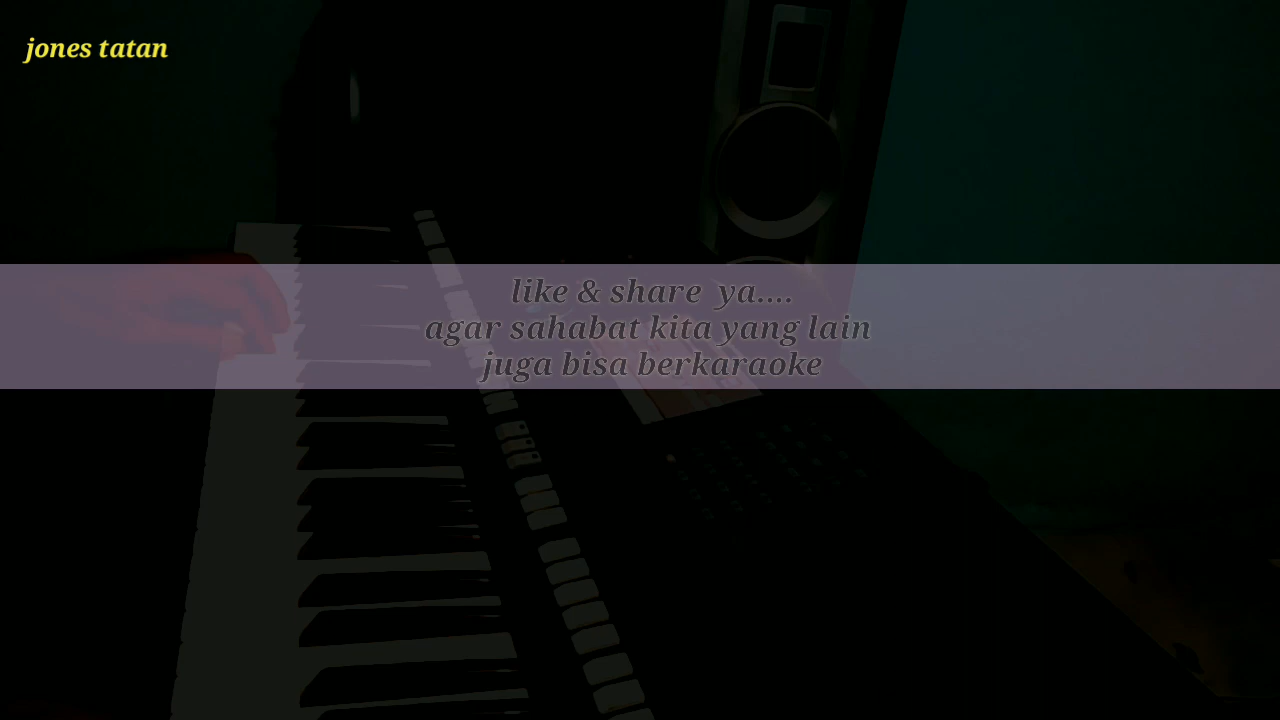 jones tatan
like & share  ya....
agar sahabat kita yang lain
juga bisa berkaraoke